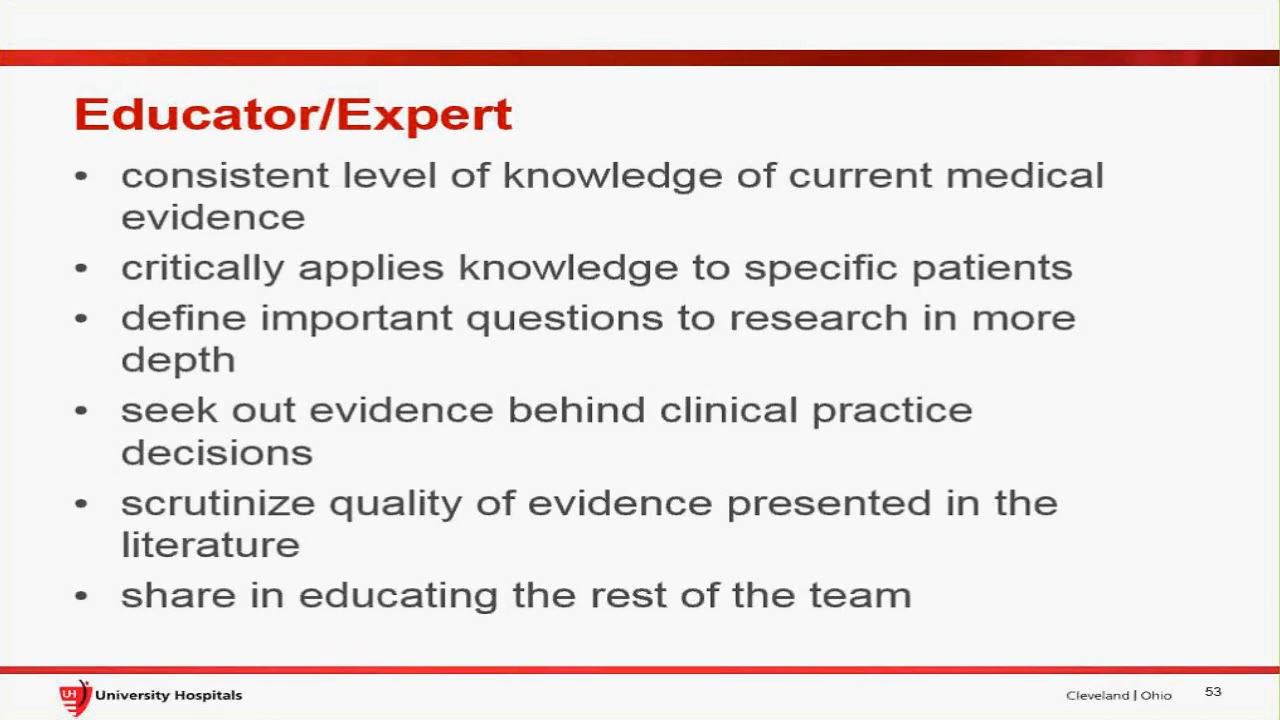 Educator/Expert
• consistent level of knowledge of current medical
evidence
• critically applies knowledge to specific patients
• define important questions to research in more
depth
• seek out evidence behind clinical practice
decisions
• scrutinize quality of evidence presented in the
literature
• share in educating the rest of the team
UH University Hospitals
Cleveland | Ohio 53